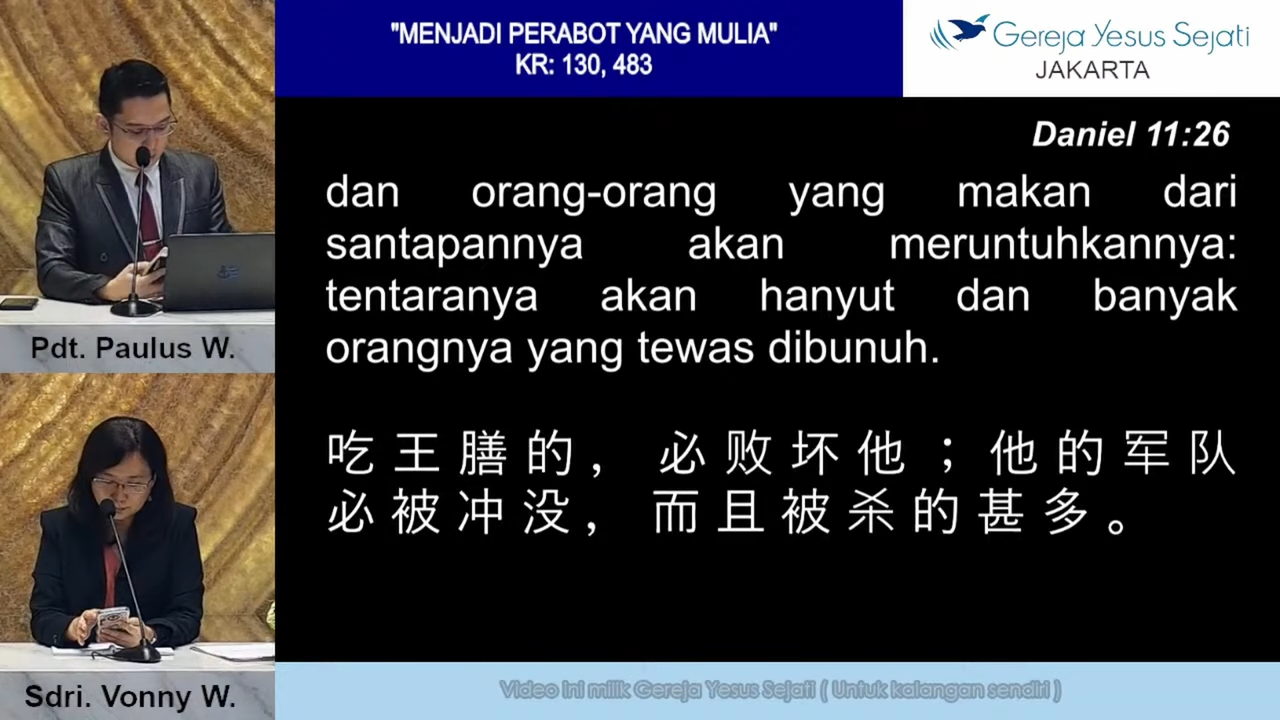 "MENJADI PERABOT YANG MULIA"
KR: 130, 483
Gereja Yesus Sejati
JAKARTA
Daniel 11:26
dan orang-orang yang makan dari
santapannya akan meruntuhkannya:
tentaranya akan hanyut dan banyak
orangnya yang tewas dibunuh.
吃王膳的，必败坏他；他的军队
必被冲没，而且被杀的甚多。
Pdt. Paulus W.
Sdri. Vonny W.
Video ini milik Gereja Yesus Sejati ( Untuk kalangan sendiri )